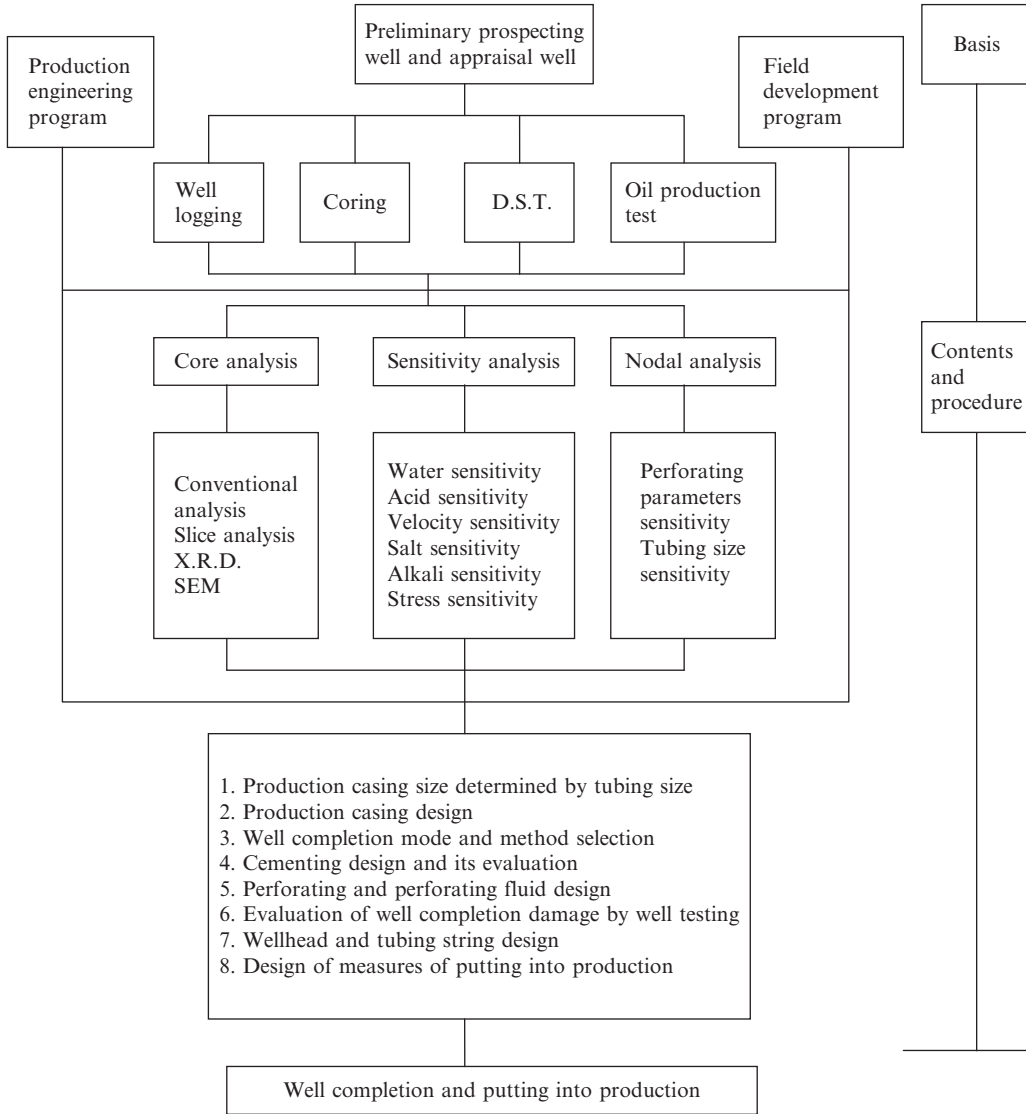 Preliminary prospecting
well and appraisal well
Production
engineering
program
Field
development
program
Basis
Well
logging
Coring
D.S.T.
Oil production
test
Core analysis
Sensitivity analysis
Nodal analysis
Contents
and
procedure
Conventional
analysis
Slice analysis
X.R.D.
SEM
Water sensitivity
Acid sensitivity
Velocity sensitivity
Salt sensitivity
Alkali sensitivity
Stress sensitivity
Perforating
parameters
sensitivity
Tubing size
sensitivity
1. Production casing size determined by tubing size
2. Production casing design
3. Well completion mode and method selection
4. Cementing design and its evaluation
5. Perforating and perforating fluid design
6. Evaluation of well completion damage by well testing
7. Wellhead and tubing string design
8. Design of measures of putting into production
Well completion and putting into production